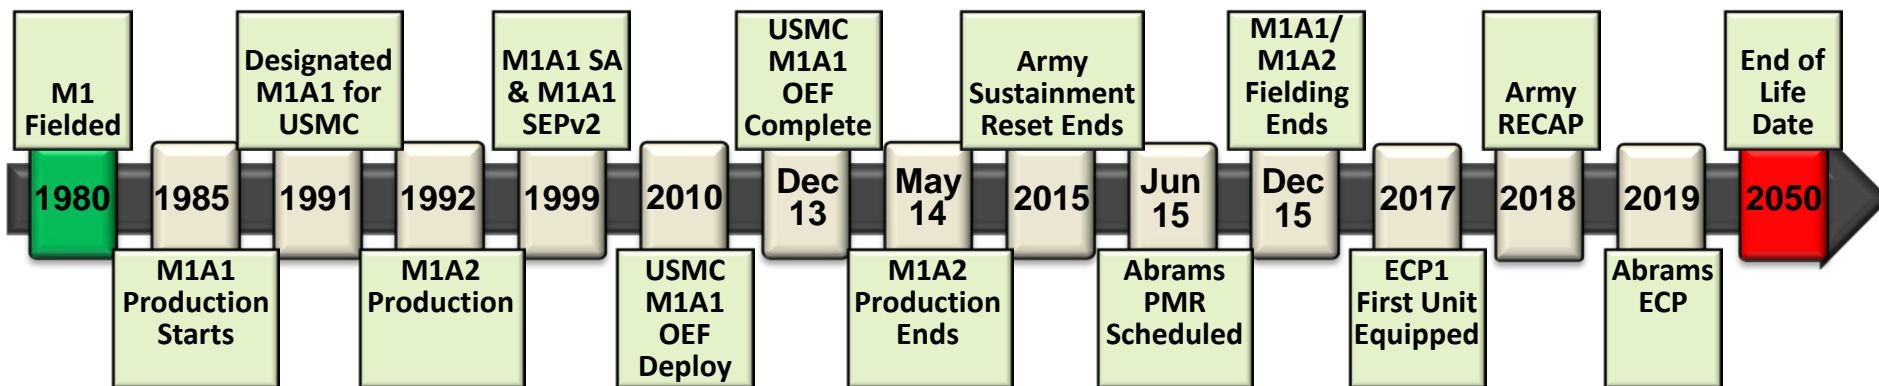 M1
Fielded
1980
1985
M1A1
Production
Starts
Designated
M1A1 for
USMC
1991
1992
M1A2
Production
M1A1 SA
& M1A1
SEPv2
1999
2010
USMC
M1A1
OEF
Deploy
USMC
M1A1
OEF
Complete
Dec
13
May
14
M1A2
Production
Ends
Army
Sustainment
Reset Ends
2015
Jun
15
Abrams
PMR
Scheduled
M1A1/
M1A2
Fielding
Ends
Dec
15
2017
ECP1
First Unit
Equipped
Army
RECAP
2018
2019
Abrams
ECP
End of
Life
Date
2050